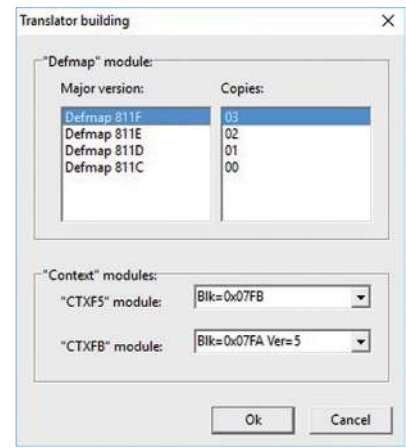 Translator building
"Defmap" module:
Major version:
Copies:
Defmap 811F
Defmap 811E
Defmap 811D
Defmap 811C
03
02
01
00
"Context" modules:
"CTXF5" module:
Blk=0x07FB
"CTXFB" module:
Blk=0x07FA Ver=5
Ok
Cancel